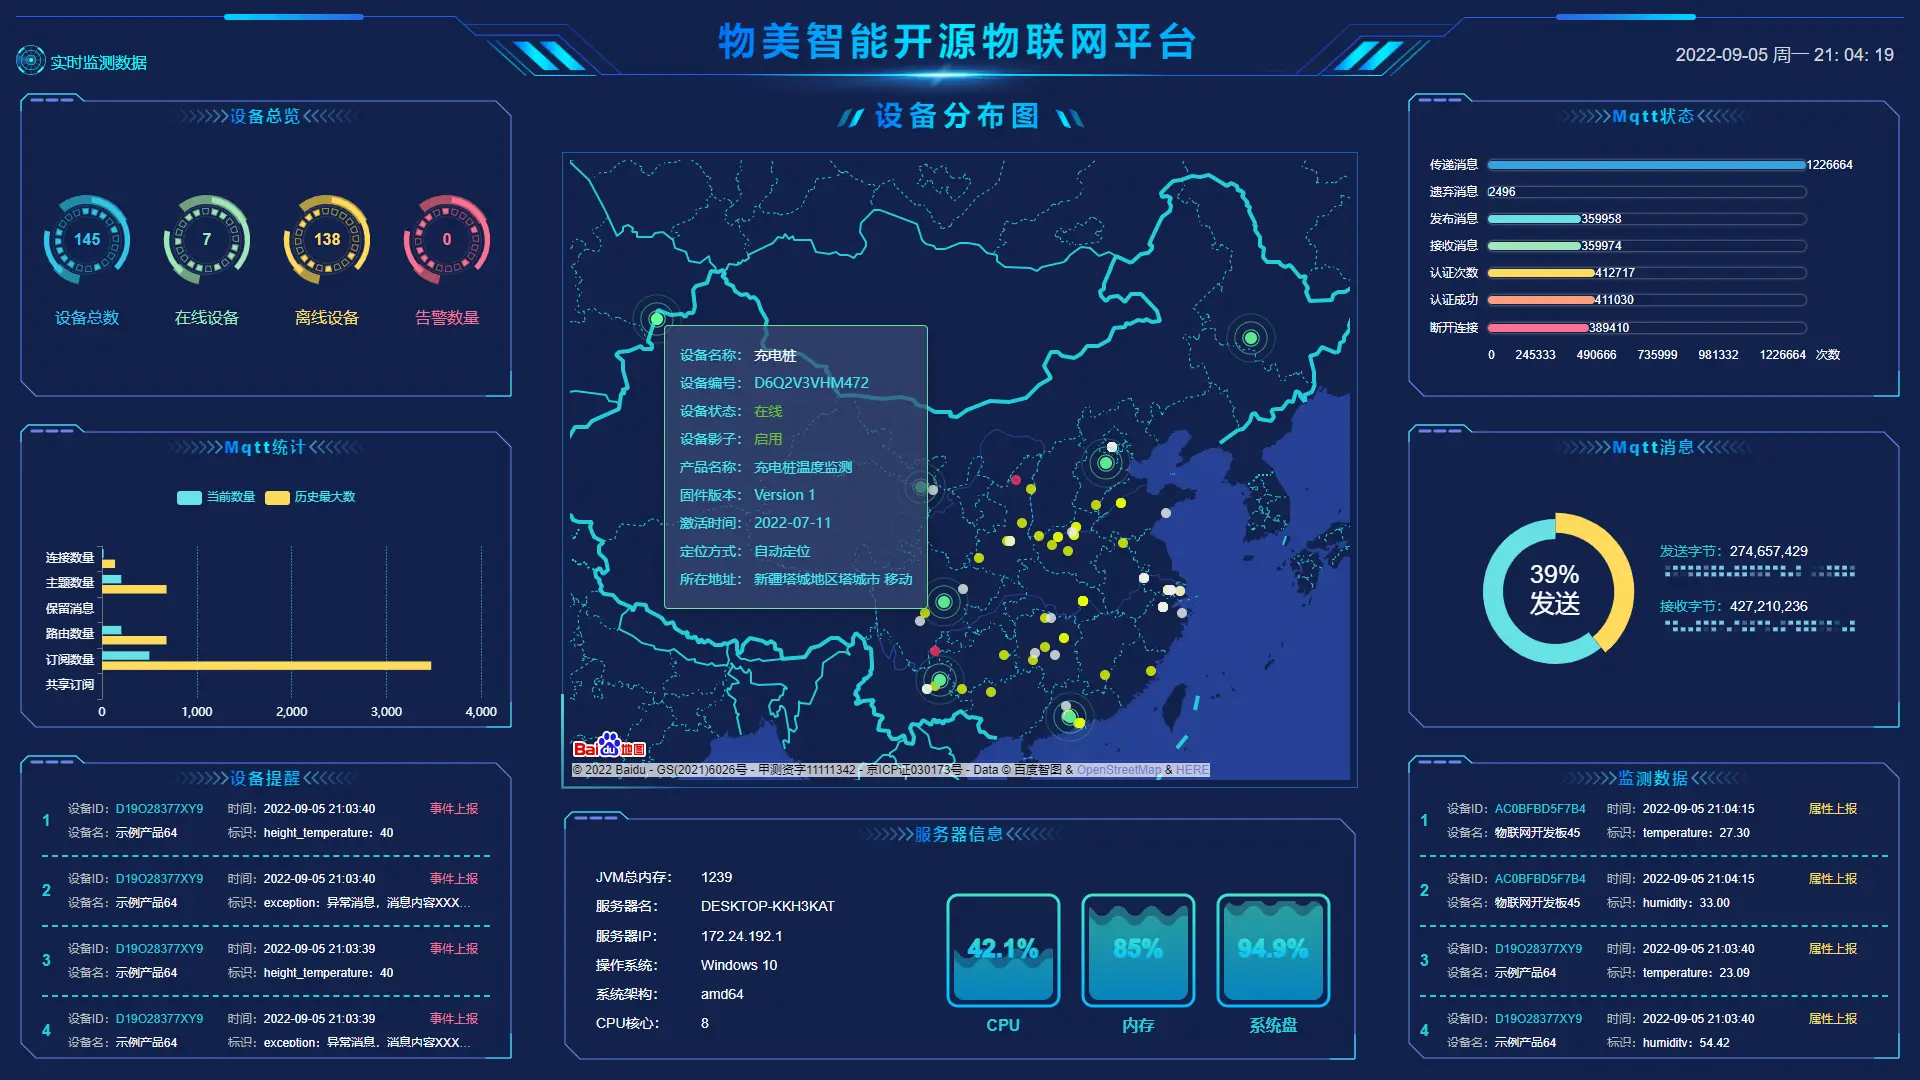 物美智能开源物联网平台
实时监测数据
2022-09-05 周一 21: 04: 19
设备总览
145
7
138
0
设备总数
在线设备
离线设备
告警数量
Mqtt统计
当前数量
历史最大数
连接数量
主题数量
保留消息
路由数量
订阅数量
共享订阅
0
1,000
2,000
3,000
4,000
设备提醒
1
设备ID: D19O28377XY9 时间: 2022-09-05 21:03:40 事件上报
设备名: 示例产品64 标识: height_temperature: 40
2
设备ID: D19O28377XY9 时间: 2022-09-05 21:03:40 事件上报
设备名: 示例产品64 标识: exception: 异常消息，消息内容XXX...
3
设备ID: D19O28377XY9 时间: 2022-09-05 21:03:39 事件上报
设备名: 示例产品64 标识: height_temperature: 40
4
设备ID: D19O28377XY9 时间: 2022-09-05 21:03:39 事件上报
设备名: 示例产品64 标识: exception: 异常消息，消息内容XXX...
设备分布图
设备名称: 充电桩
设备编号: D6Q2V3VHM472
设备状态: 在线
设备影子: 启用
产品名称: 充电桩温度监测
固件版本: Version 1
激活时间: 2022-07-11
定位方式: 自动定位
所在地址: 新疆塔城地区塔城市 移动
Bai du 地图
© 2022 Baidu - GS(2021)6026号 - 甲测资字11111342 - 京ICP证030173号 - Data © 百度智图 & OpenStreetMap & HERE
服务器信息
JVM总内存: 1239
服务器名: DESKTOP-KKH3KAT
服务器IP: 172.24.192.1
操作系统: Windows 10
系统架构: amd64
CPU核心: 8
42.1%
85%
94.9%
CPU
内存
系统盘
Mqtt状态
传递消息 1226664
遗弃消息 2496
发布消息 359958
接收消息 359974
认证次数 412717
认证成功 411030
断开连接 389410
0 245333 490666 735999 981332 1226664 次数
Mqtt消息
39%
发送
发送字节: 274,657,429
接收字节: 427,210,236
监测数据
1
设备ID: AC0BFBD5F7B4 时间: 2022-09-05 21:04:15 属性上报
设备名: 物联网开发板45 标识: temperature: 27.30
2
设备ID: AC0BFBD5F7B4 时间: 2022-09-05 21:04:15 属性上报
设备名: 物联网开发板45 标识: humidity: 33.00
3
设备ID: D19O28377XY9 时间: 2022-09-05 21:03:40 属性上报
设备名: 示例产品64 标识: temperature: 23.09
4
设备ID: D19O28377XY9 时间: 2022-09-05 21:03:40 属性上报
设备名: 示例产品64 标识: humidity: 54.42